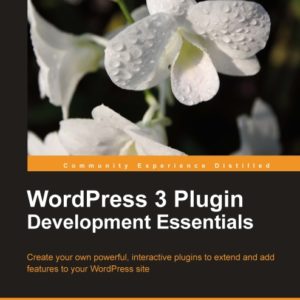 Community Experience Distilled
WordPress 3 Plugin
Development Essentials
Create your own powerful, interactive plugins to extend and add
features to your WordPress site